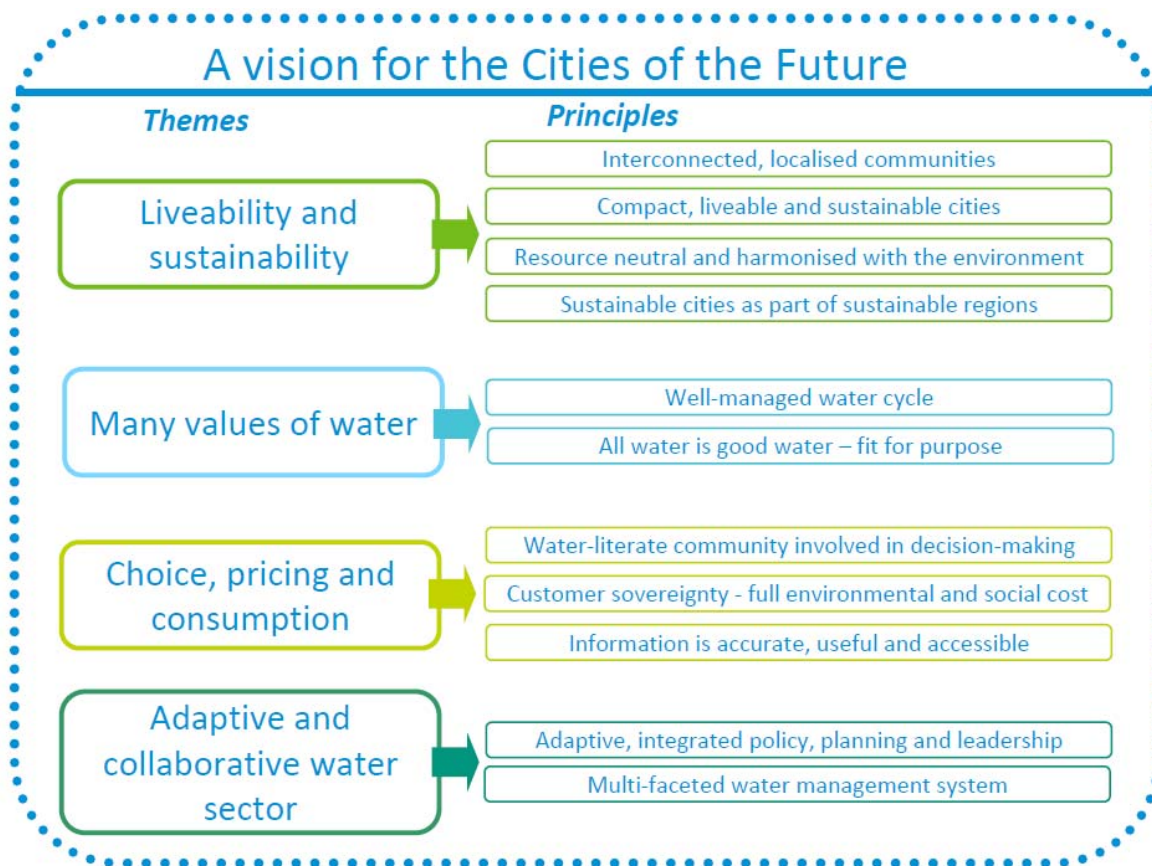 A vision for the Cities of the Future
Themes
Principles
Liveability and
sustainability
Interconnected, localised communities
Compact, liveable and sustainable cities
Resource neutral and harmonised with the environment
Sustainable cities as part of sustainable regions
Many values of water
Well-managed water cycle
All water is good water – fit for purpose
Choice, pricing and
consumption
Water-literate community involved in decision-making
Customer sovereignty - full environmental and social cost
Information is accurate, useful and accessible
Adaptive and
collaborative water
sector
Adaptive, integrated policy, planning and leadership
Multi-faceted water management system